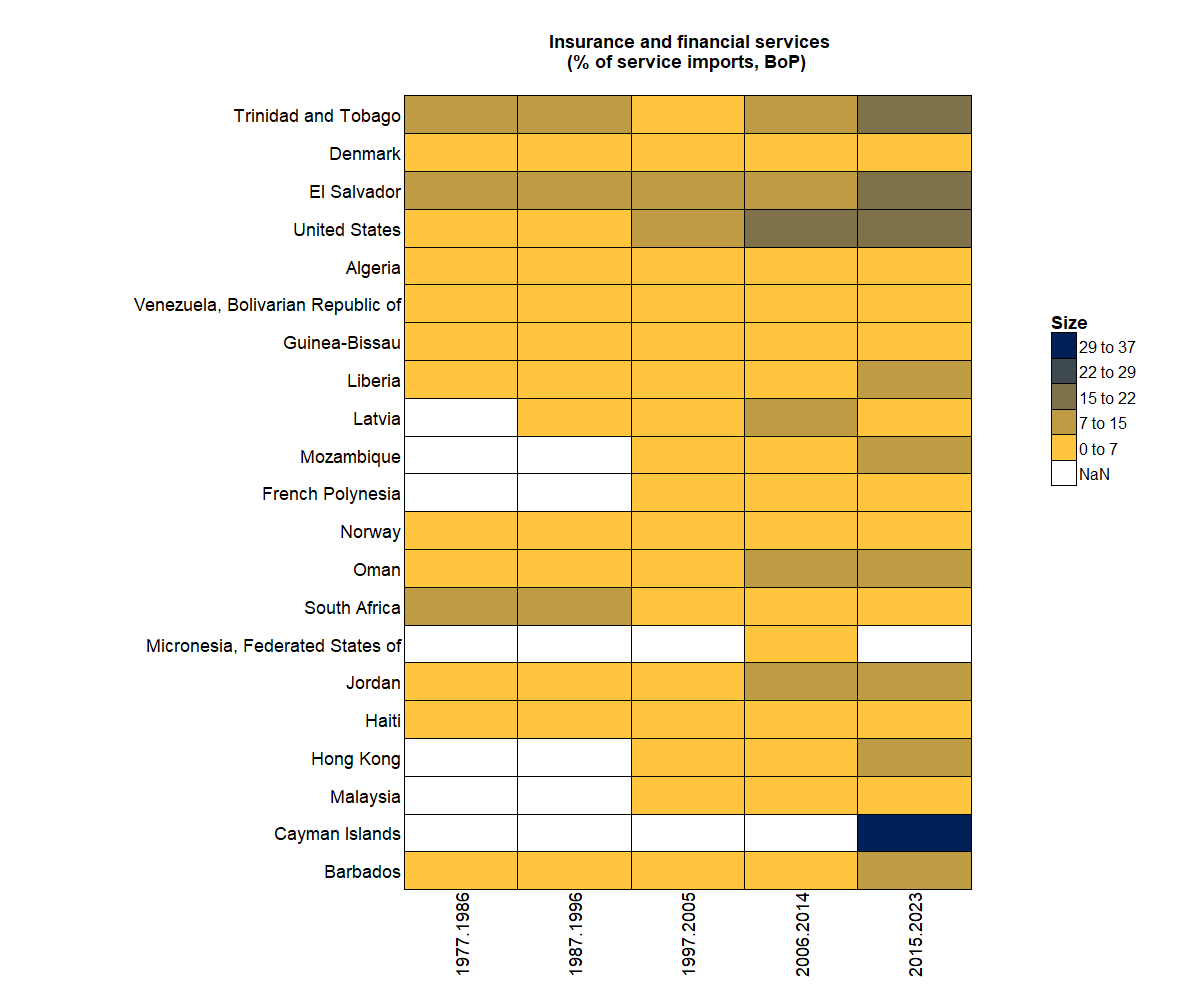 Insurance and financial services
(% of service imports, BoP)
Trinidad and Tobago
Denmark
El Salvador
United States
Algeria
Venezuela, Bolivarian Republic of
Guinea-Bissau
Liberia
Latvia
Mozambique
French Polynesia
Norway
Oman
South Africa
Micronesia, Federated States of
Jordan
Haiti
Hong Kong
Malaysia
Cayman Islands
Barbados
1977.1986
1987.1996
1997.2005
2006.2014
2015.2023
Size
29 to 37
22 to 29
15 to 22
7 to 15
0 to 7
NaN